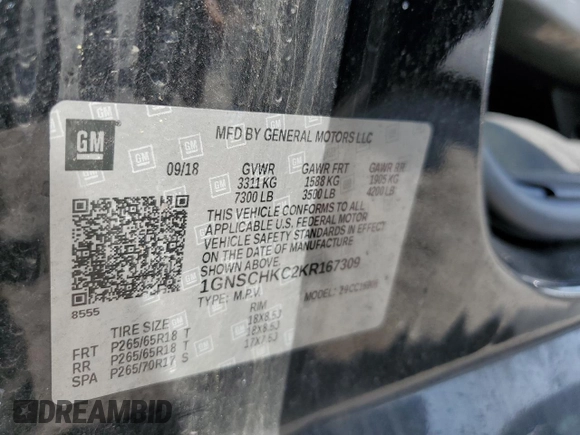 GM
MFD BY GENERAL MOTORS LLC
09/18 GVWR GAWR FRT GAWR RR
3311 KG 1588 KG 1905 KG
7300 LB 3500 LB 4200 LB
THIS VEHICLE CONFORMS TO ALL
APPLICABLE U.S. FEDERAL MOTOR
VEHICLE SAFETY STANDARDS IN EFFECT
ON THE DATE OF MANUFACTURE
SHOWN ABOVE.
1GNSCHKC2KR167309
TYPE: M.P.V. MODEL:
8555
TIRE SIZE RIM
FRT P265/65R18 T 18X8.5J
RR P265/65R18 T 18X8.5J
SPA P265/70R17 S 17X7.5J
DREAMBID